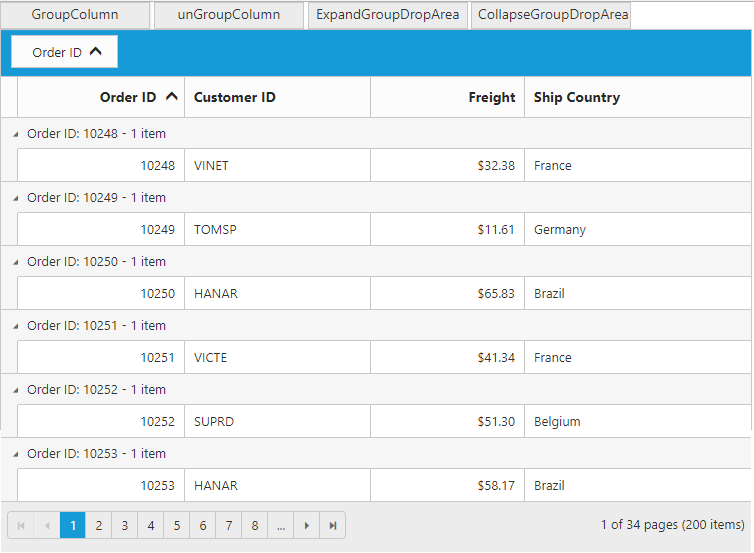 GroupColumn unGroupColumn ExpandGroupDropArea CollapseGroupDropArea
Order ID
Order ID Customer ID Freight Ship Country
Order ID: 10248 - 1 item
10248 VINET $32.38 France
Order ID: 10249 - 1 item
10249 TOMSP $11.61 Germany
Order ID: 10250 - 1 item
10250 HANAR $65.83 Brazil
Order ID: 10251 - 1 item
10251 VICTE $41.34 France
Order ID: 10252 - 1 item
10252 SUPRD $51.30 Belgium
Order ID: 10253 - 1 item
10253 HANAR $58.17 Brazil
1 2 3 4 5 6 7 8 ... 1 of 34 pages (200 items)